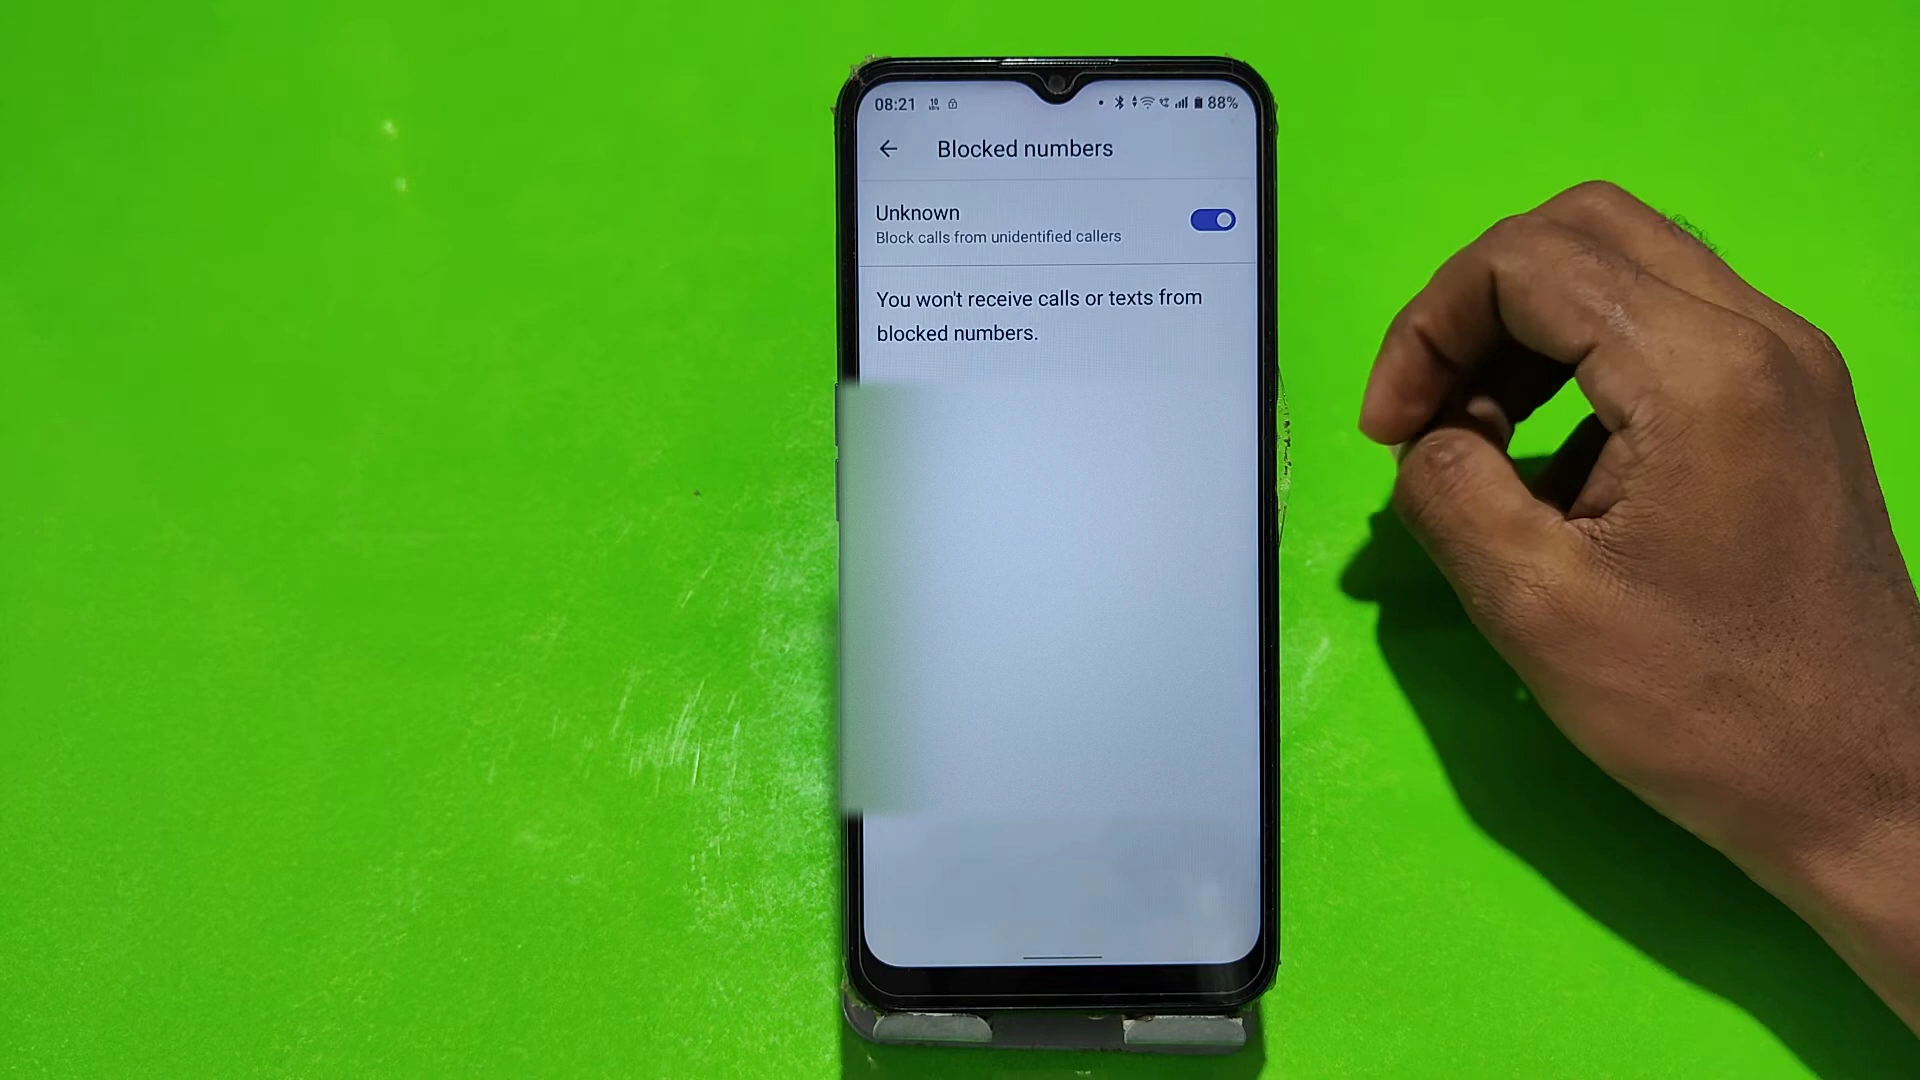 08:21 88%
Blocked numbers
Unknown
Block calls from unidentified callers
You won't receive calls or texts from
blocked numbers.